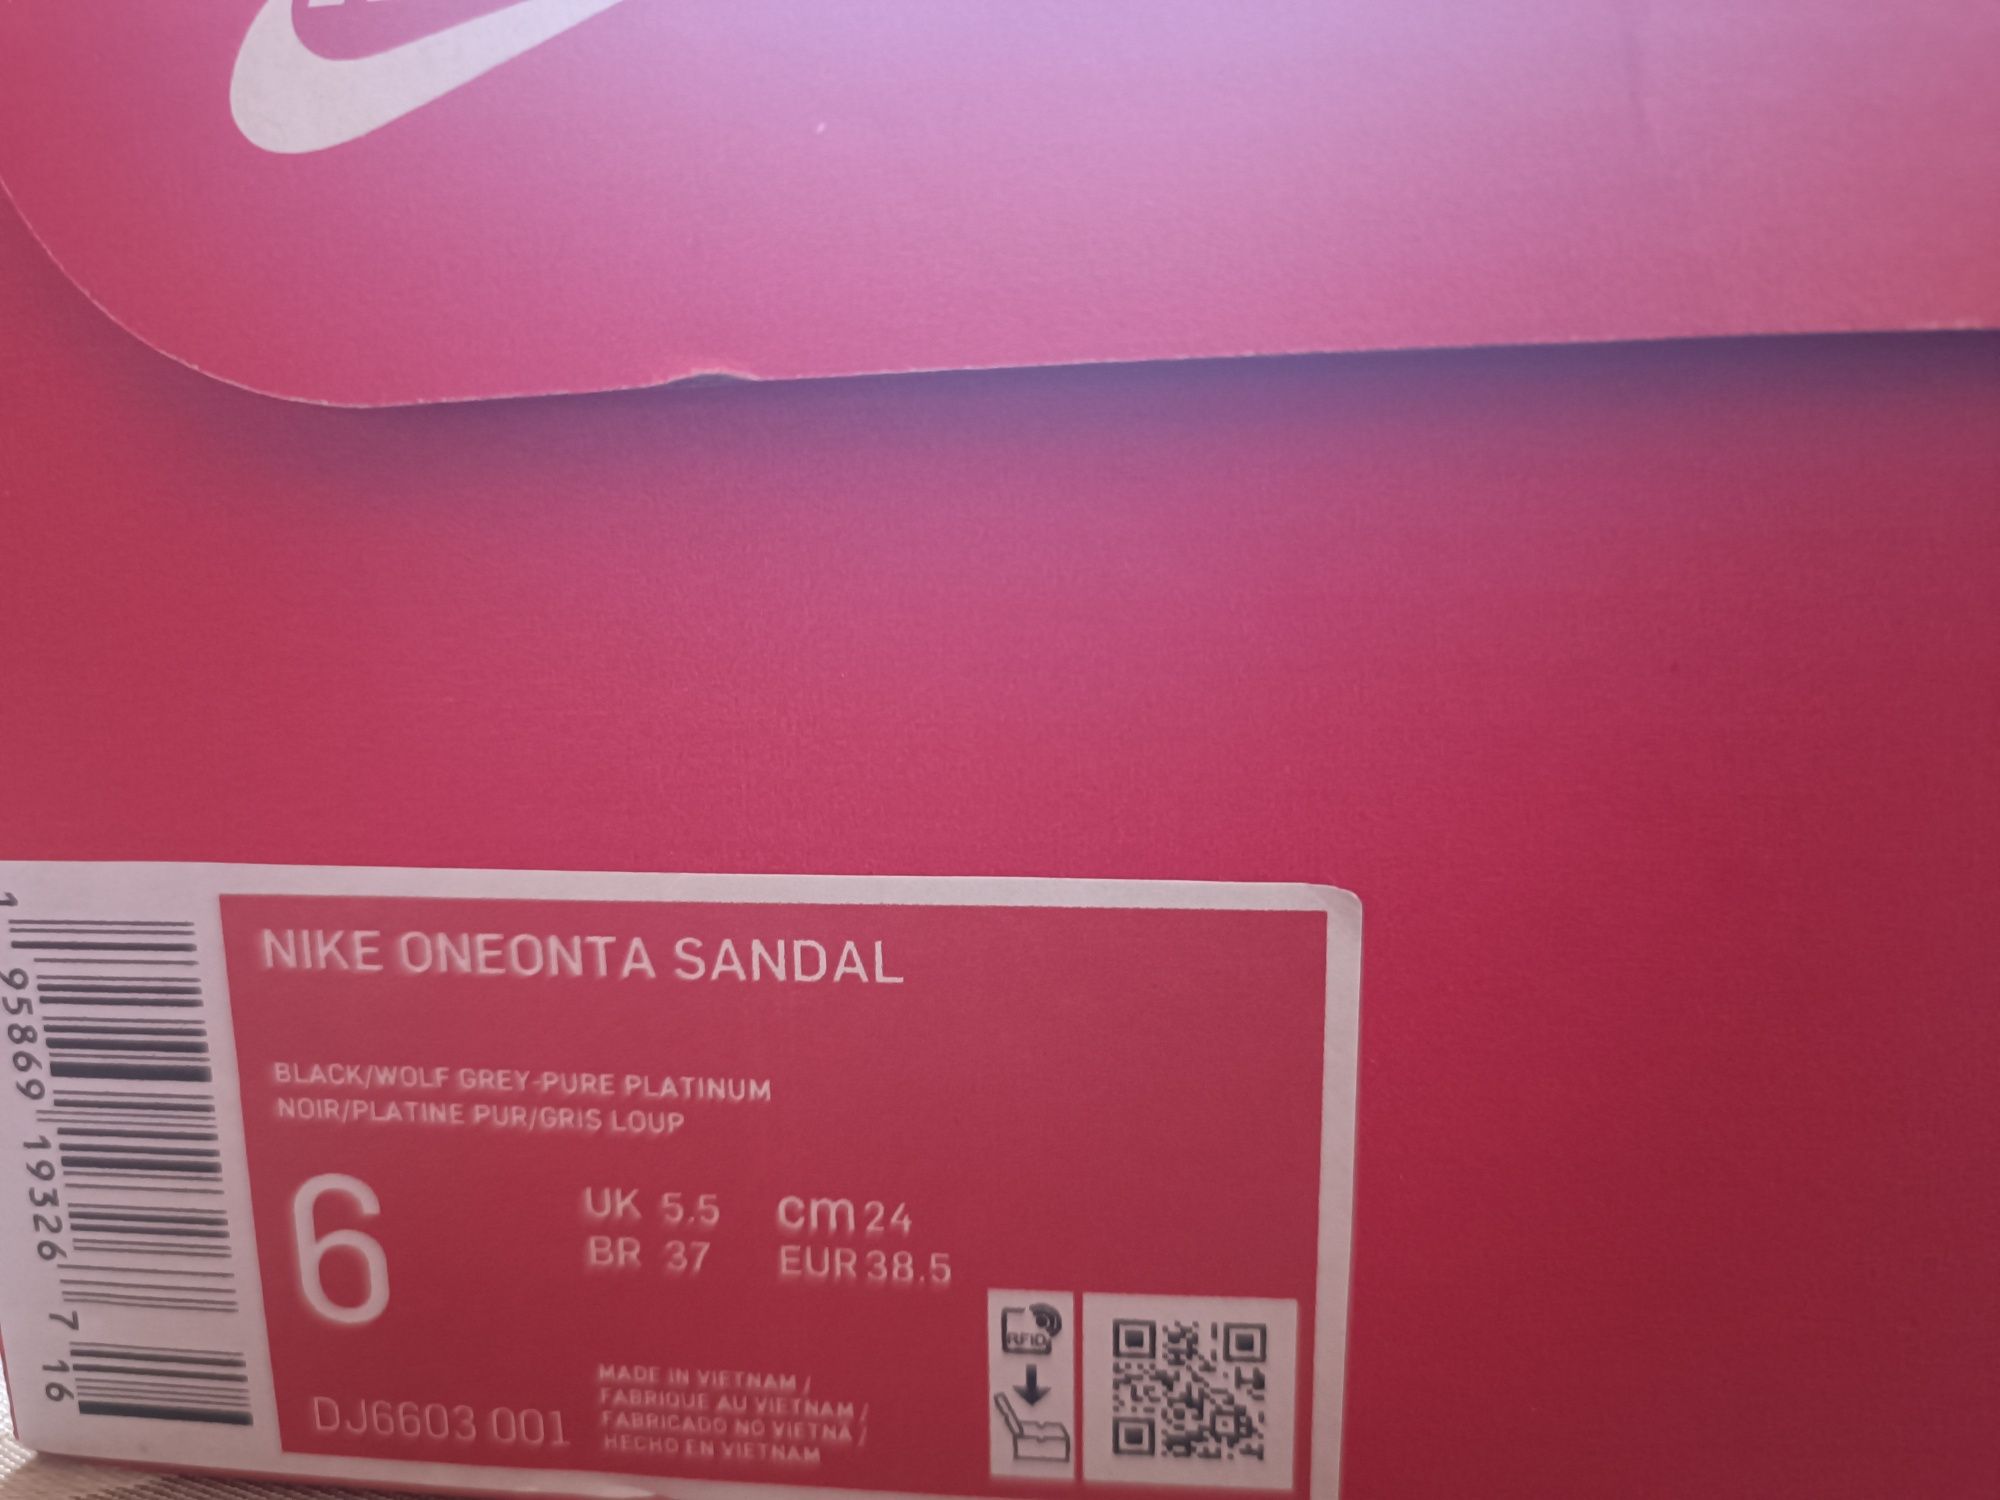 NIKE ONEONTA SANDAL
BLACK/WOLF GREY-PURE PLATINUM
NOIR/PLATINE PUR/GRIS LOUP
6
UK 5.5 cm 24
BR 37 EUR 38.5
MADE IN VIETNAM /
FABRIQUE AU VIETNAM /
FABRICADO NO VIETNA /
HECHO EN VIETNAM
DJ6603 001
RFID
1 95869 19326 7 16